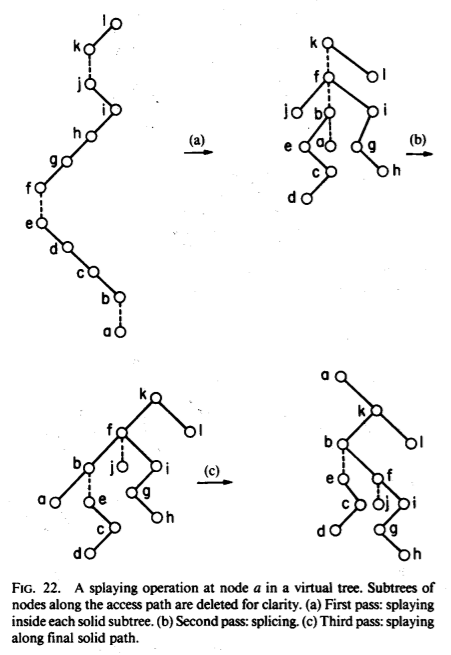 l
k
j
i
h
g
f
e
d
c
b
a
(a)
k
l
f
j b i
e a g
c h
d
(b)
k
f l
b j i
a e g
c h
d
(c)
a
k
b l
e f
c j i
d g
h
FIG. 22. A splaying operation at node a in a virtual tree. Subtrees of
nodes along the access path are deleted for clarity. (a) First pass: splaying
inside each solid subtree. (b) Second pass: splicing. (c) Third pass: splaying
along final solid path.